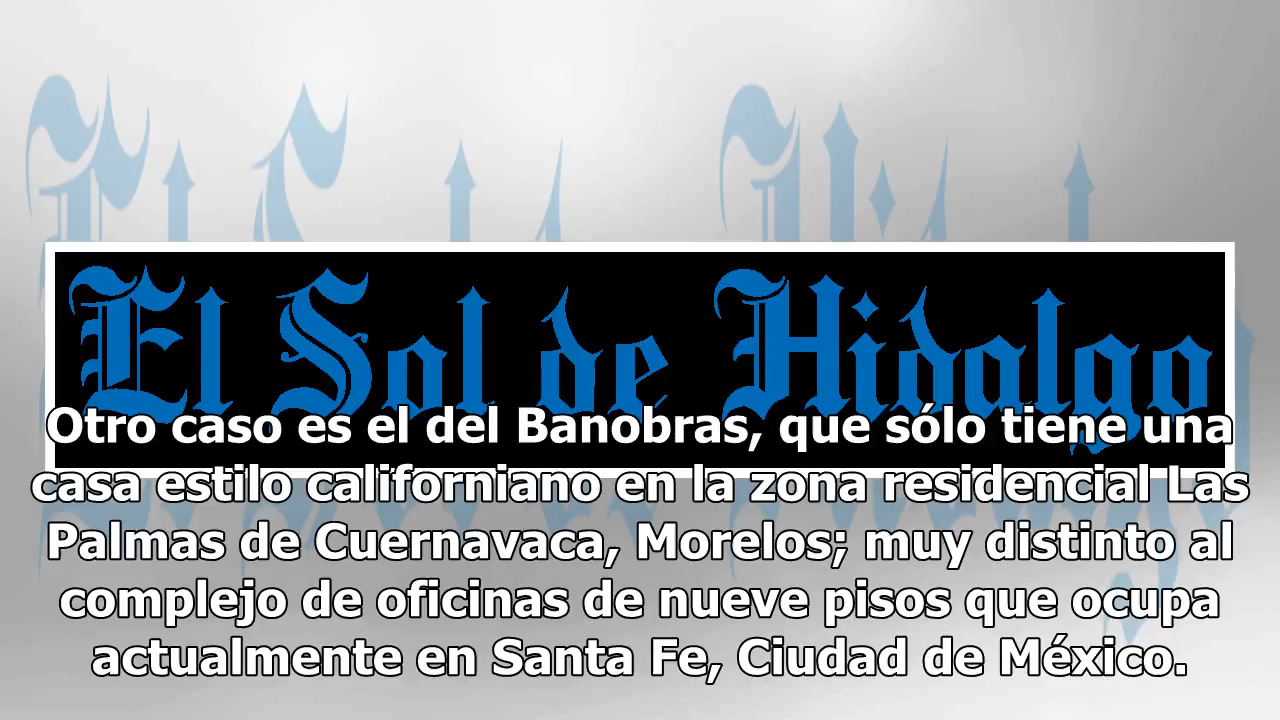 El Sol de Hidalgo
Otro caso es el del Banobras, que sólo tiene una
casa estilo californiano en la zona residencial Las
Palmas de Cuernavaca, Morelos; muy distinto al
complejo de oficinas de nueve pisos que ocupa
actualmente en Santa Fe, Ciudad de México.